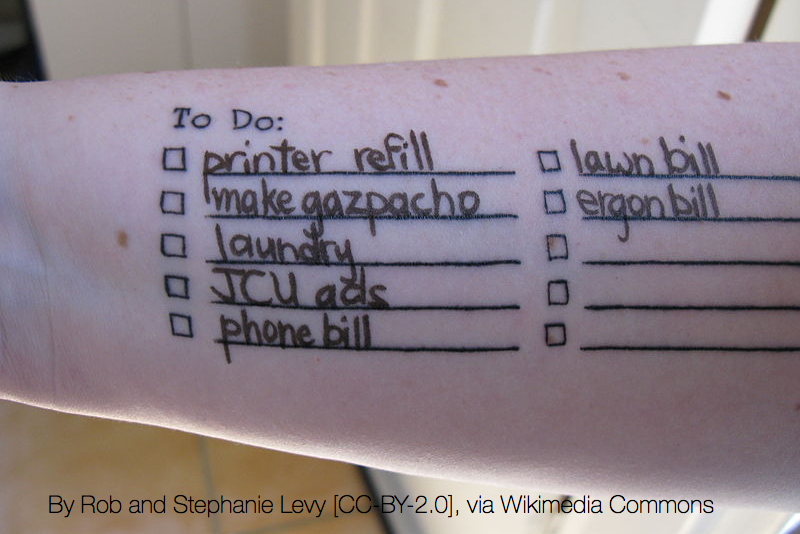 To Do:
printer refill
make gazpacho
laundry
JCU ads
phone bill
lawn bill
ergon bill
By Rob and Stephanie Levy [CC-BY-2.0], via Wikimedia Commons